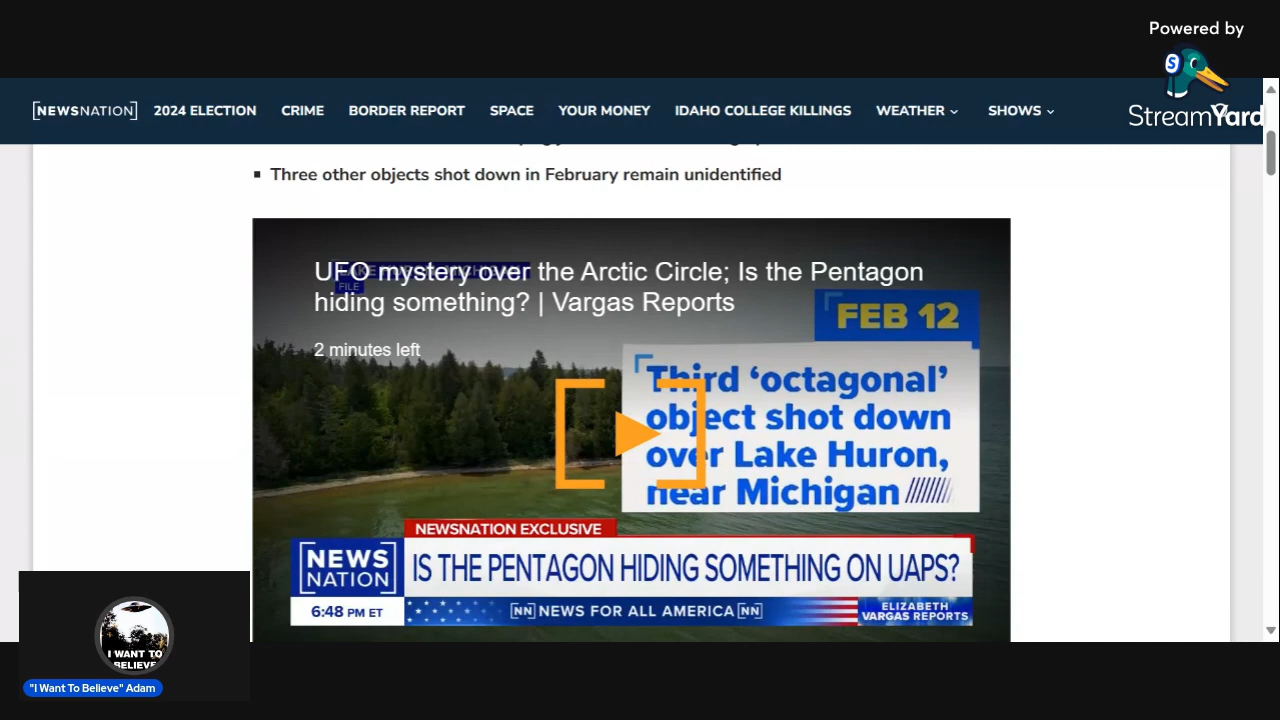 Powered by
S
StreamYard
NEWSNATION 2024 ELECTION CRIME BORDER REPORT SPACE YOUR MONEY IDAHO COLLEGE KILLINGS WEATHER SHOWS
Three other objects shot down in February remain unidentified
UFO mystery over the Arctic Circle; Is the Pentagon
hiding something? | Vargas Reports
FILE
2 minutes left
FEB 12
Third ‘octagonal’
object shot down
over Lake Huron,
near Michigan
NEWSNATION EXCLUSIVE
NEWS
NATION
IS THE PENTAGON HIDING SOMETHING ON UAPS?
6:48 PM ET
NN NEWS FOR ALL AMERICA NN
ELIZABETH
VARGAS REPORTS
I WANT TO
BELIEVE
"I Want To Believe" Adam